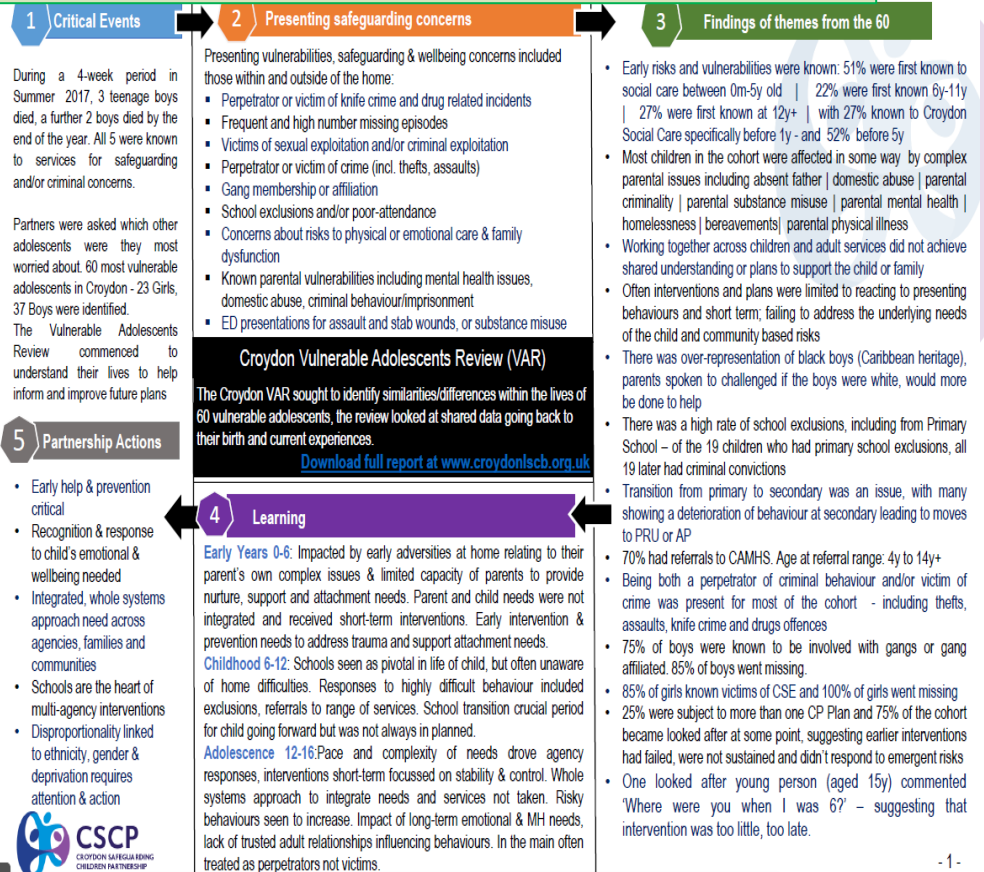 1 Critical Events
During a 4-week period in
Summer 2017, 3 teenage boys
died, a further 2 boys died by the
end of the year. All 5 were known
to services for safeguarding
and/or criminal concerns.
Partners were asked which other
adolescents were they most
worried about. 60 most vulnerable
adolescents in Croydon - 23 Girls,
37 Boys were identified.
The Vulnerable Adolescents
Review commenced to
understand their lives to help
inform and improve future plans
2 Presenting safeguarding concerns
Presenting vulnerabilities, safeguarding & wellbeing concerns included
those within and outside of the home:
▪ Perpetrator or victim of knife crime and drug related incidents
▪ Frequent and high number missing episodes
▪ Victims of sexual exploitation and/or criminal exploitation
▪ Perpetrator or victim of crime (incl. thefts, assaults)
▪ Gang membership or affiliation
▪ School exclusions and/or poor-attendance
▪ Concerns about risks to physical or emotional care & family
dysfunction
▪ Known parental vulnerabilities including mental health issues,
domestic abuse, criminal behaviour/imprisonment
▪ ED presentations for assault and stab wounds, or substance misuse
Croydon Vulnerable Adolescents Review (VAR)
The Croydon VAR sought to identify similarities/differences within the lives of
60 vulnerable adolescents, the review looked at shared data going back to
their birth and current experiences.
Download full report at www.croydonlscb.org.uk
3 Findings of themes from the 60
• Early risks and vulnerabilities were known: 51% were first known to
social care between 0m-5y old | 22% were first known 6y-11y
| 27% were first known at 12y+ | with 27% known to Croydon
Social Care specifically before 1y - and 52% before 5y
• Most children in the cohort were affected in some way by complex
parental issues including absent father | domestic abuse | parental
criminality | parental substance misuse | parental mental health |
homelessness | bereavements| parental physical illness
• Working together across children and adult services did not achieve
shared understanding or plans to support the child or family
• Often interventions and plans were limited to reacting to presenting
behaviours and short term; failing to address the underlying needs
of the child and community based risks
• There was over-representation of black boys (Caribbean heritage),
parents spoken to challenged if the boys were white, would more
be done to help
• There was a high rate of school exclusions, including from Primary
School – of the 19 children who had primary school exclusions, all
19 later had criminal convictions
• Transition from primary to secondary was an issue, with many
showing a deterioration of behaviour at secondary leading to moves
to PRU or AP
• 70% had referrals to CAMHS. Age at referral range: 4y to 14y+
• Being both a perpetrator of criminal behaviour and/or victim of
crime was present for most of the cohort - including thefts,
assaults, knife crime and drugs offences
• 75% of boys were known to be involved with gangs or gang
affiliated. 85% of boys went missing.
• 85% of girls known victims of CSE and 100% of girls went missing
• 25% were subject to more than one CP Plan and 75% of the cohort
became looked after at some point, suggesting earlier interventions
had failed, were not sustained and didn't respond to emergent risks
• One looked after young person (aged 15y) commented
'Where were you when I was 6?' – suggesting that
intervention was too little, too late.
4 Learning
Early Years 0-6: Impacted by early adversities at home relating to their
parent's own complex issues & limited capacity of parents to provide
nurture, support and attachment needs. Parent and child needs were not
integrated and received short-term interventions. Early intervention &
prevention needs to address trauma and support attachment needs.
Childhood 6-12: Schools seen as pivotal in life of child, but often unaware
of home difficulties. Responses to highly difficult behaviour included
exclusions, referrals to range of services. School transition crucial period
for child going forward but was not always in planned.
Adolescence 12-16:Pace and complexity of needs drove agency
responses, interventions short-term focussed on stability & control. Whole
systems approach to integrate needs and services not taken. Risky
behaviours seen to increase. Impact of long-term emotional & MH needs,
lack of trusted adult relationships influencing behaviours. In the main often
treated as perpetrators not victims.
5 Partnership Actions
• Early help & prevention
critical
• Recognition & response
to child's emotional &
wellbeing needed
• Integrated, whole systems
approach need across
agencies, families and
communities
• Schools are the heart of
multi-agency interventions
• Disproportionality linked
to ethnicity, gender &
deprivation requires
attention & action
CSCP
CROYDON SAFEGUARDING
CHILDREN PARTNERSHIP
- 1 -